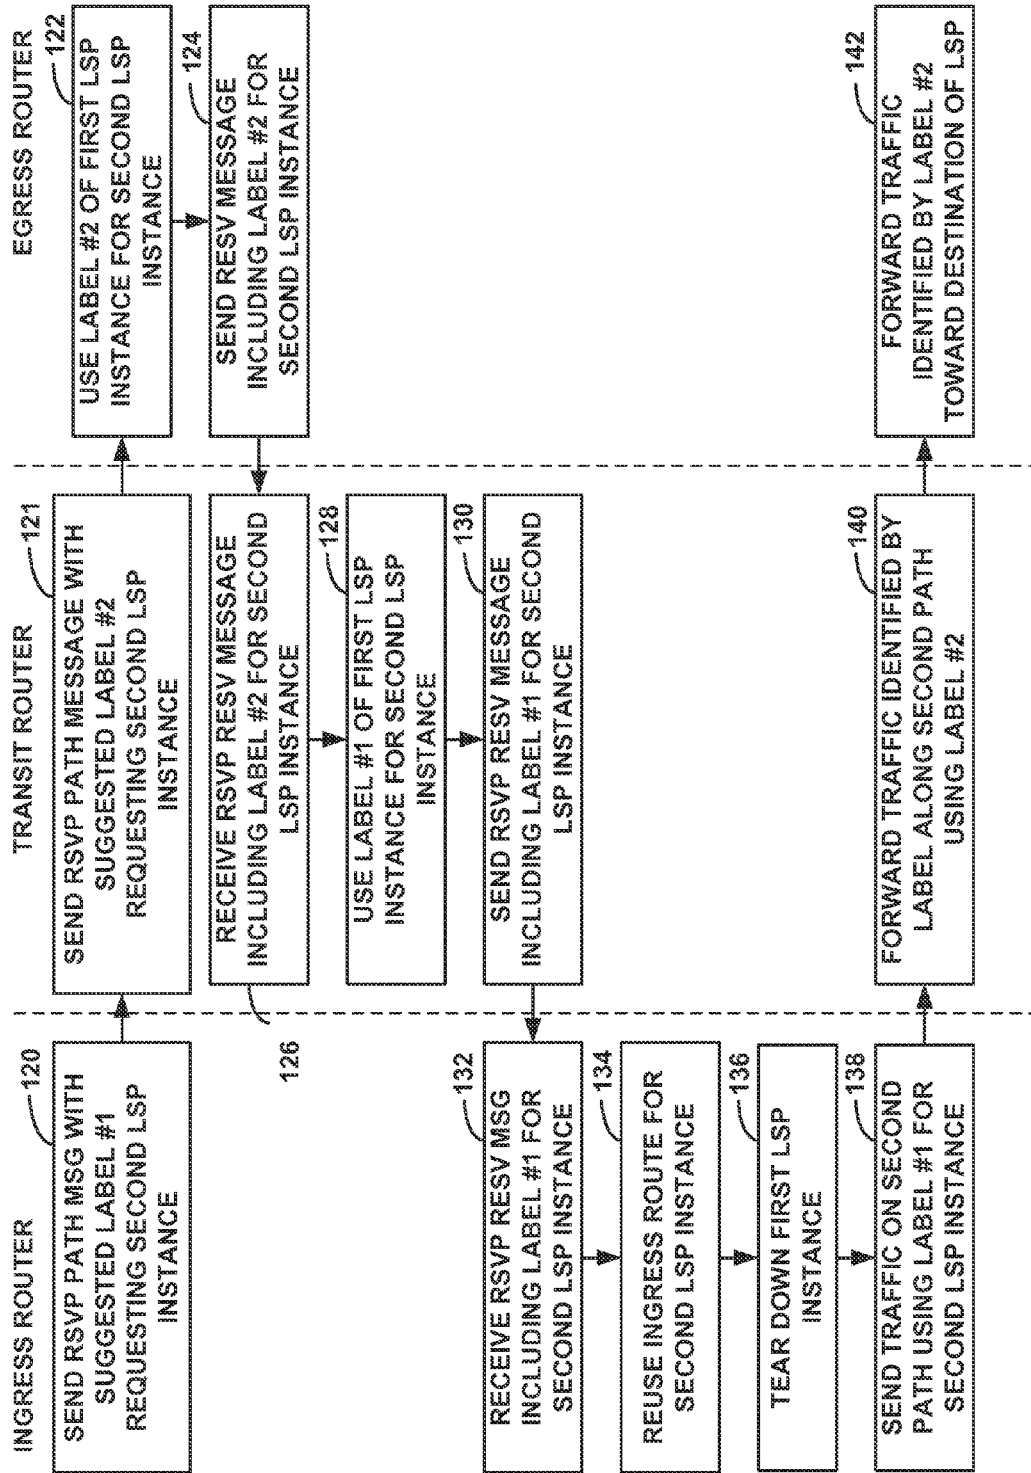 INGRESS ROUTER
TRANSIT ROUTER
EGRESS ROUTER
120
SEND RSVP PATH MSG WITH
SUGGESTED LABEL #1
REQUESTING SECOND LSP
INSTANCE
121
SEND RSVP PATH MESSAGE WITH
SUGGESTED LABEL #2
REQUESTING SECOND LSP
INSTANCE
122
USE LABEL #2 OF FIRST LSP
INSTANCE FOR SECOND LSP
INSTANCE
124
SEND RESV MESSAGE
INCLUDING LABEL #2 FOR
SECOND LSP INSTANCE
126
RECEIVE RSVP RESV MESSAGE
INCLUDING LABEL #2 FOR SECOND
LSP INSTANCE
128
USE LABEL #1 OF FIRST LSP
INSTANCE FOR SECOND LSP
INSTANCE
130
SEND RSVP RESV MESSAGE
INCLUDING LABEL #1 FOR SECOND
LSP INSTANCE
132
RECEIVE RSVP RESV MSG
INCLUDING LABEL #1 FOR
SECOND LSP INSTANCE
134
REUSE INGRESS ROUTE FOR
SECOND LSP INSTANCE
136
TEAR DOWN FIRST LSP
INSTANCE
138
SEND TRAFFIC ON SECOND
PATH USING LABEL #1 FOR
SECOND LSP INSTANCE
140
FORWARD TRAFFIC IDENTIFIED BY
LABEL ALONG SECOND PATH
USING LABEL #2
142
FORWARD TRAFFIC
IDENTIFIED BY LABEL #2
TOWARD DESTINATION OF LSP